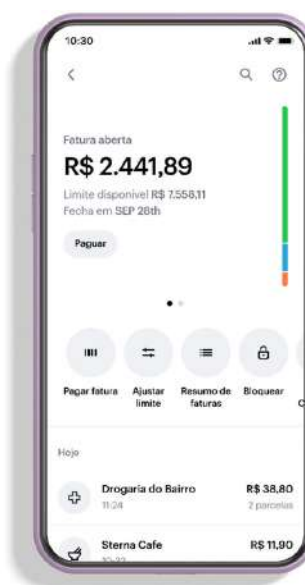 10:30
Fatura aberta
R$ 2.441,89
Limite disponível R$ 7.558,11
Fecha em SEP 28th
Paguar
Pagar fatura
Ajustar
limite
Resumo de
faturas
Bloquear
C
Hoje
Drogaria do Bairro
R$ 38,80
11:24
2 parcelas
Sterna Cafe
R$ 11,90